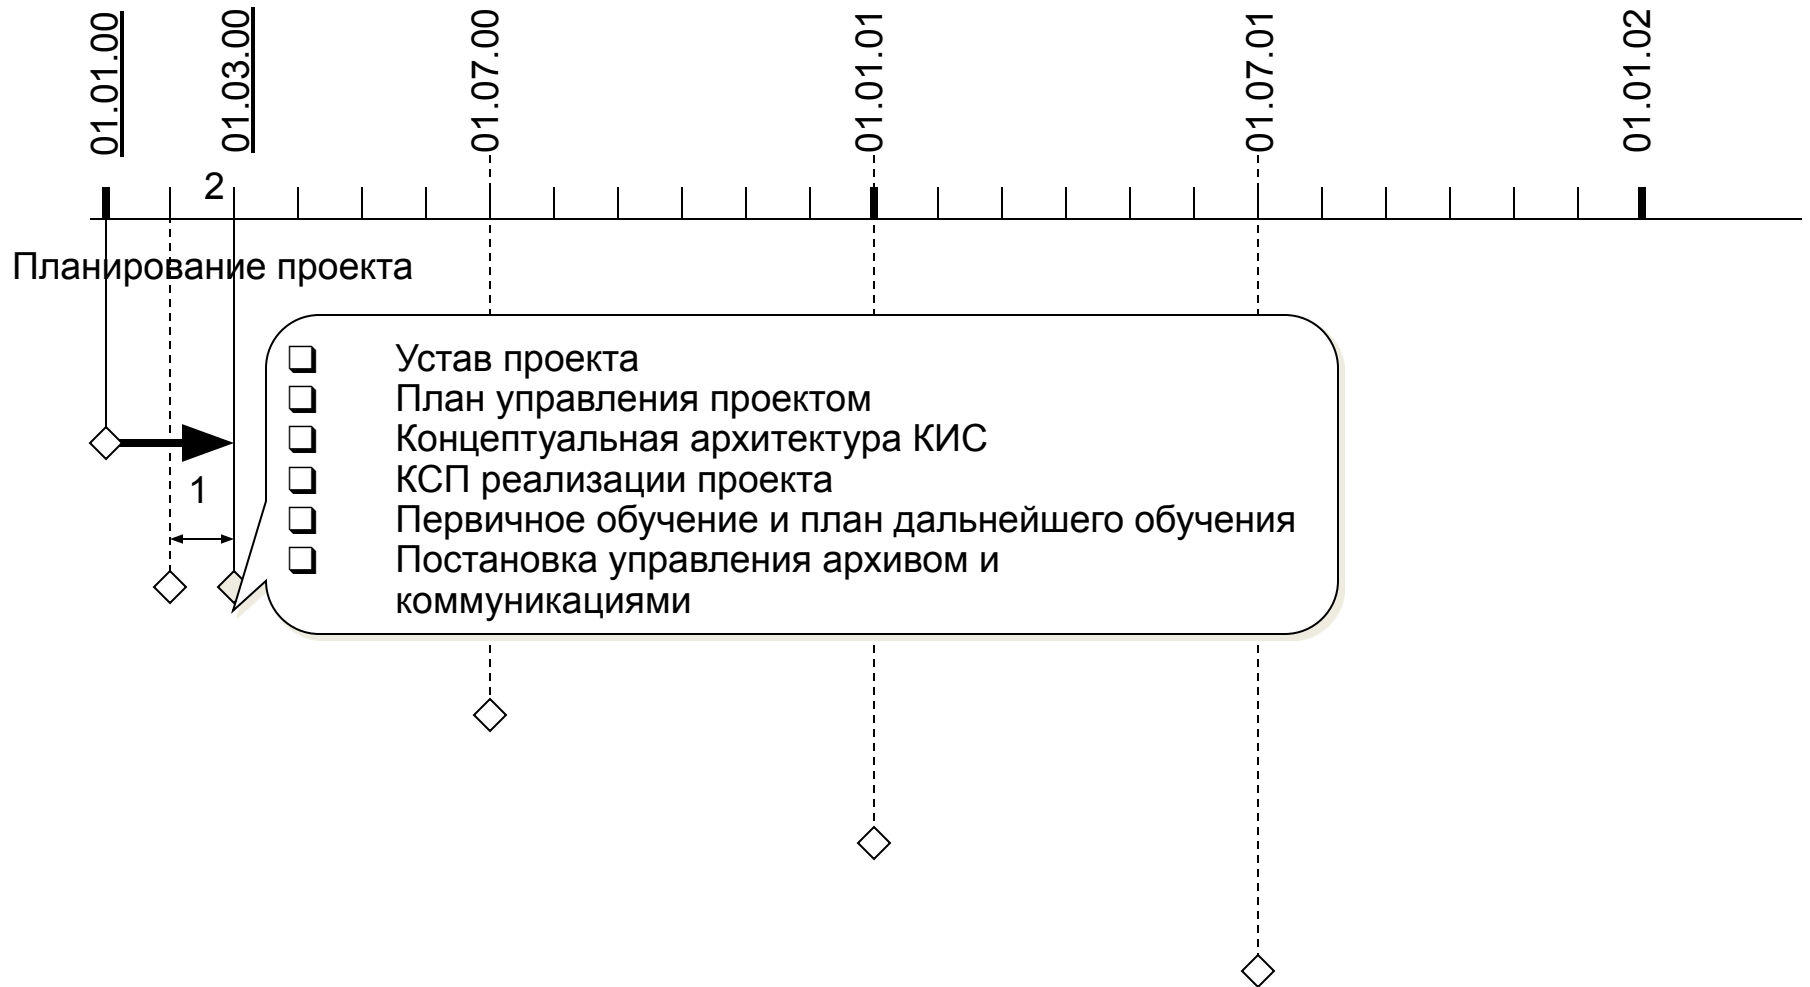 01.01.00
01.03.00
01.07.00
01.01.01
01.07.01
01.01.02
2
Планирование проекта
Устав проекта
План управления проектом
Концептуальная архитектура КИС
КСП реализации проекта
Первичное обучение и план дальнейшего обучения
Постановка управления архивом и
коммуникациями
1